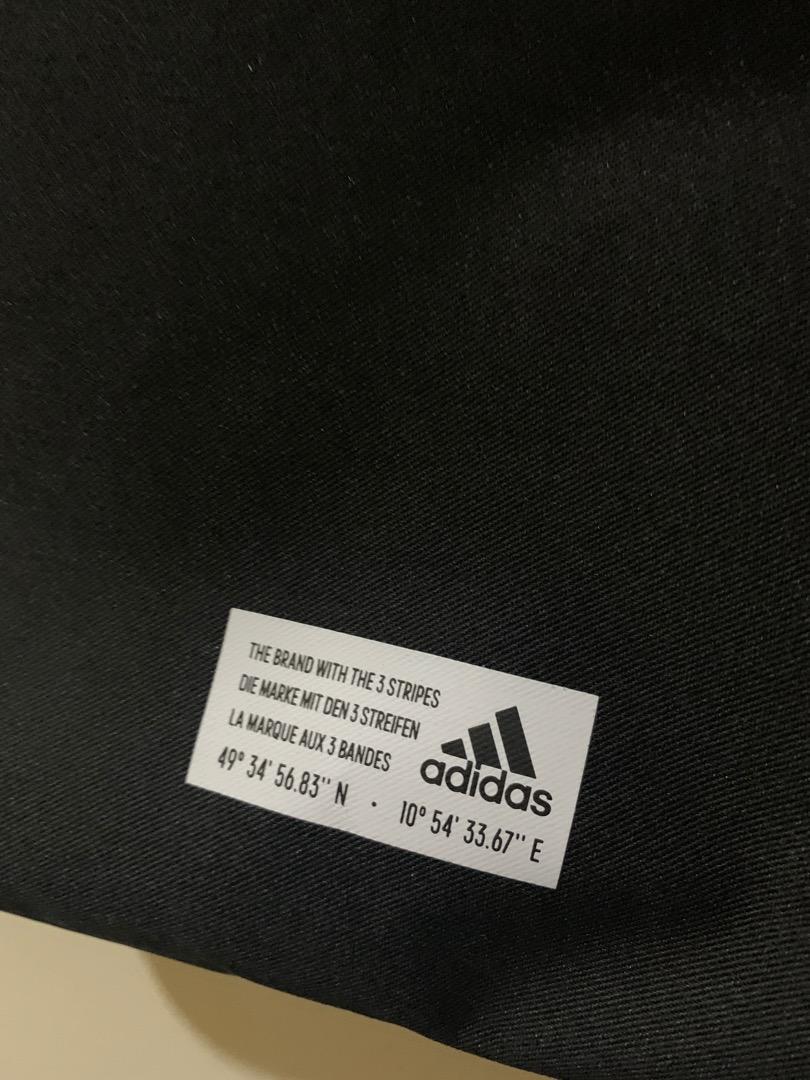 THE BRAND WITH THE 3 STRIPES
DIE MARKE MIT DEN 3 STREIFEN
LA MARQUE AUX 3 BANDES
adidas
49° 34' 56.83'' N · 10° 54' 33.67'' E